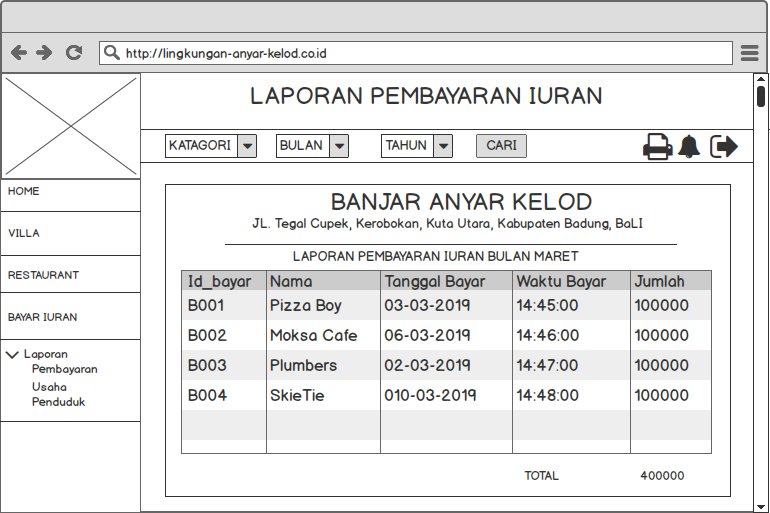 http://lingkungan-anyar-kelod.co.id
LAPORAN PEMBAYARAN IURAN
KATAGORI BULAN TAHUN CARI
HOME
VILLA
RESTAURANT
BAYAR IURAN
Laporan
Pembayaran
Usaha
Penduduk
BANJAR ANYAR KELOD
JL. Tegal Cupek, Kerobokan, Kuta Utara, Kabupaten Badung, BaLI
LAPORAN PEMBAYARAN IURAN BULAN MARET
Id_bayar Nama Tanggal Bayar Waktu Bayar Jumlah
B001 Pizza Boy 03-03-2019 14:45:00 100000
B002 Moksa Cafe 06-03-2019 14:46:00 100000
B003 Plumbers 02-03-2019 14:47:00 100000
B004 SkieTie 010-03-2019 14:48:00 100000
TOTAL 400000